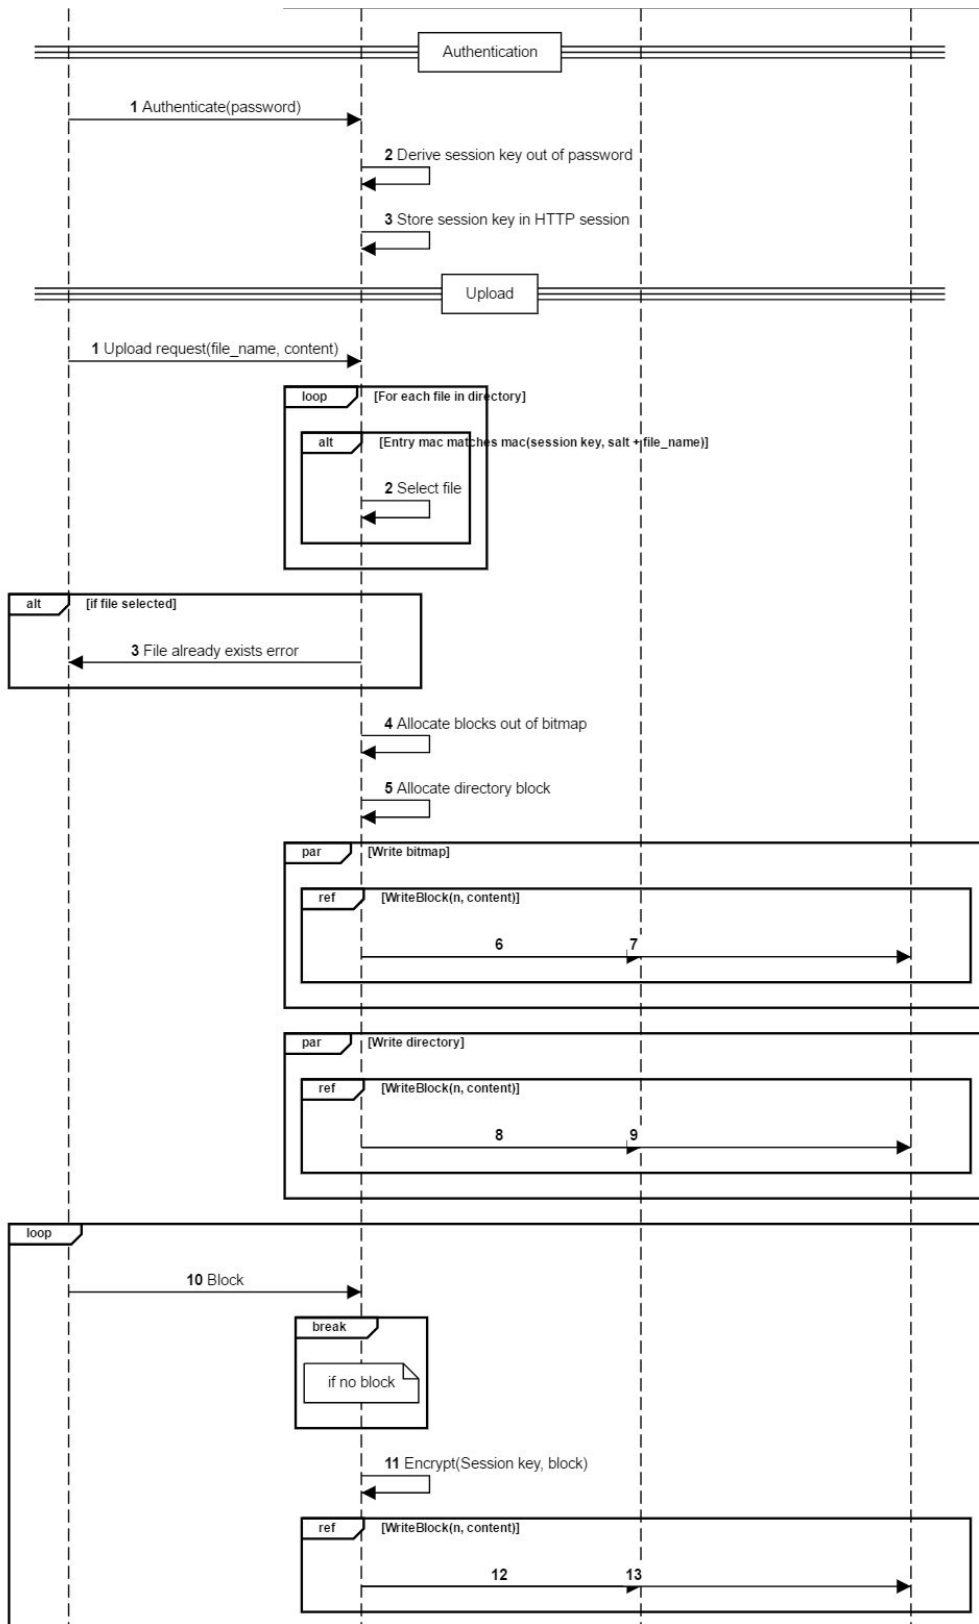 Authentication
1 Authenticate(password)
2 Derive session key out of password
3 Store session key in HTTP session
Upload
1 Upload request(file_name, content)
loop [For each file in directory]
alt [Entry mac matches mac(session key, salt + file_name)]
2 Select file
alt [if file selected]
3 File already exists error
4 Allocate blocks out of bitmap
5 Allocate directory block
par [Write bitmap]
ref [WriteBlock(n, content)]
6 7
par [Write directory]
ref [WriteBlock(n, content)]
8 9
loop
10 Block
break
if no block
11 Encrypt(Session key, block)
ref [WriteBlock(n, content)]
12 13